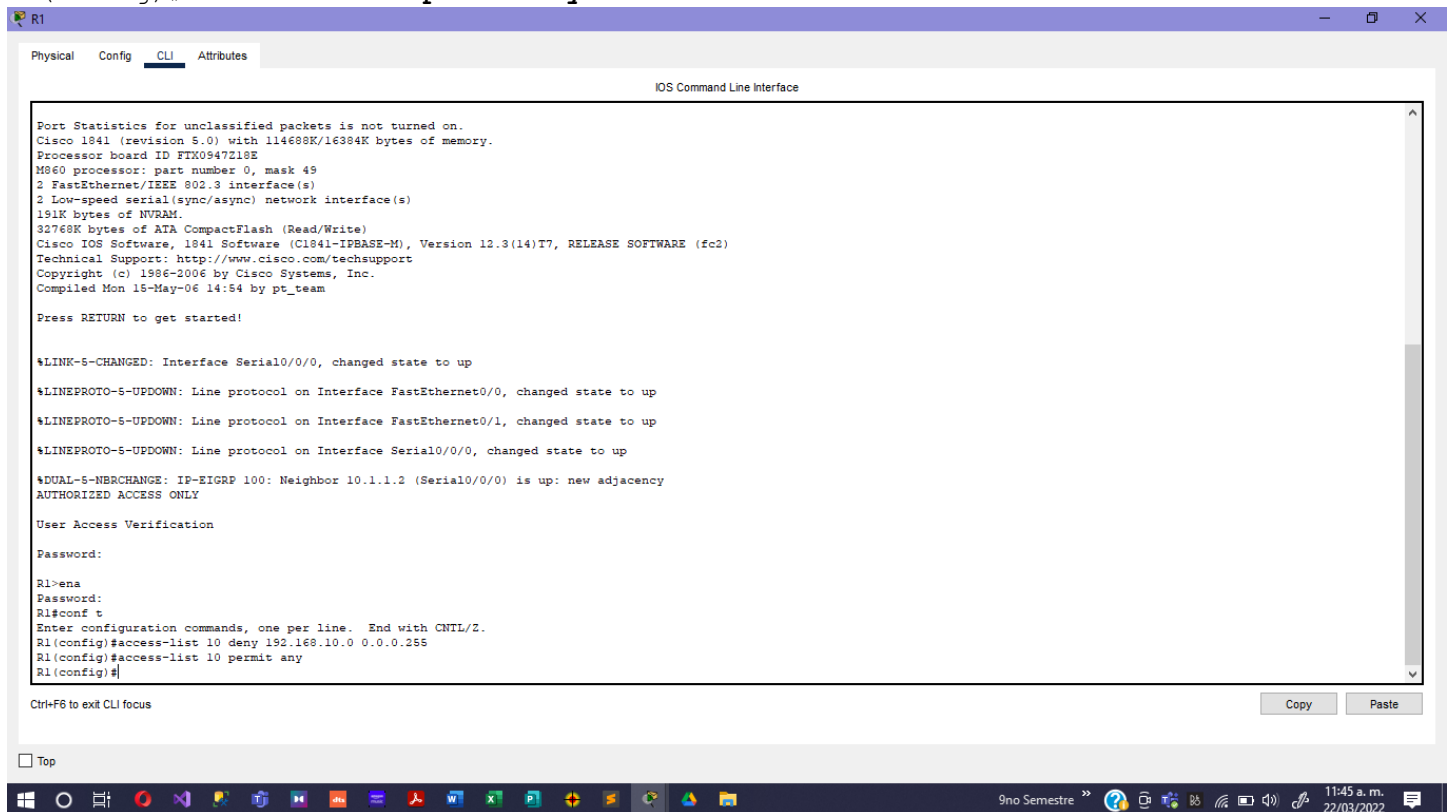 R1
Physical Config CLI Attributes
IOS Command Line Interface
Port Statistics for unclassified packets is not turned on.
Cisco 1841 (revision 5.0) with 114688K/16384K bytes of memory.
Processor board ID FTX0947Z18E
M860 processor: part number 0, mask 49
2 FastEthernet/IEEE 802.3 interface(s)
2 Low-speed serial(sync/async) network interface(s)
191K bytes of NVRAM.
32768K bytes of ATA CompactFlash (Read/Write)
Cisco IOS Software, 1841 Software (C1841-IPBASE-M), Version 12.3(14)T7, RELEASE SOFTWARE (fc2)
Technical Support: http://www.cisco.com/techsupport
Copyright (c) 1986-2006 by Cisco Systems, Inc.
Compiled Mon 15-May-06 14:54 by pt_team
Press RETURN to get started!
%LINK-5-CHANGED: Interface Serial0/0/0, changed state to up
%LINEPROTO-5-UPDOWN: Line protocol on Interface FastEthernet0/0, changed state to up
%LINEPROTO-5-UPDOWN: Line protocol on Interface FastEthernet0/1, changed state to up
%LINEPROTO-5-UPDOWN: Line protocol on Interface Serial0/0/0, changed state to up
%DUAL-5-NBRCHANGE: IP-EIGRP 100: Neighbor 10.1.1.2 (Serial0/0/0) is up: new adjacency
AUTHORIZED ACCESS ONLY
User Access Verification
Password:
R1>ena
Password:
R1#conf t
Enter configuration commands, one per line. End with CNTL/Z.
R1(config)#access-list 10 deny 192.168.10.0 0.0.0.255
R1(config)#access-list 10 permit any
R1(config)#
Ctrl+F6 to exit CLI focus
Copy Paste
Top
9no Semestre » 11:45 a. m.
22/03/2022